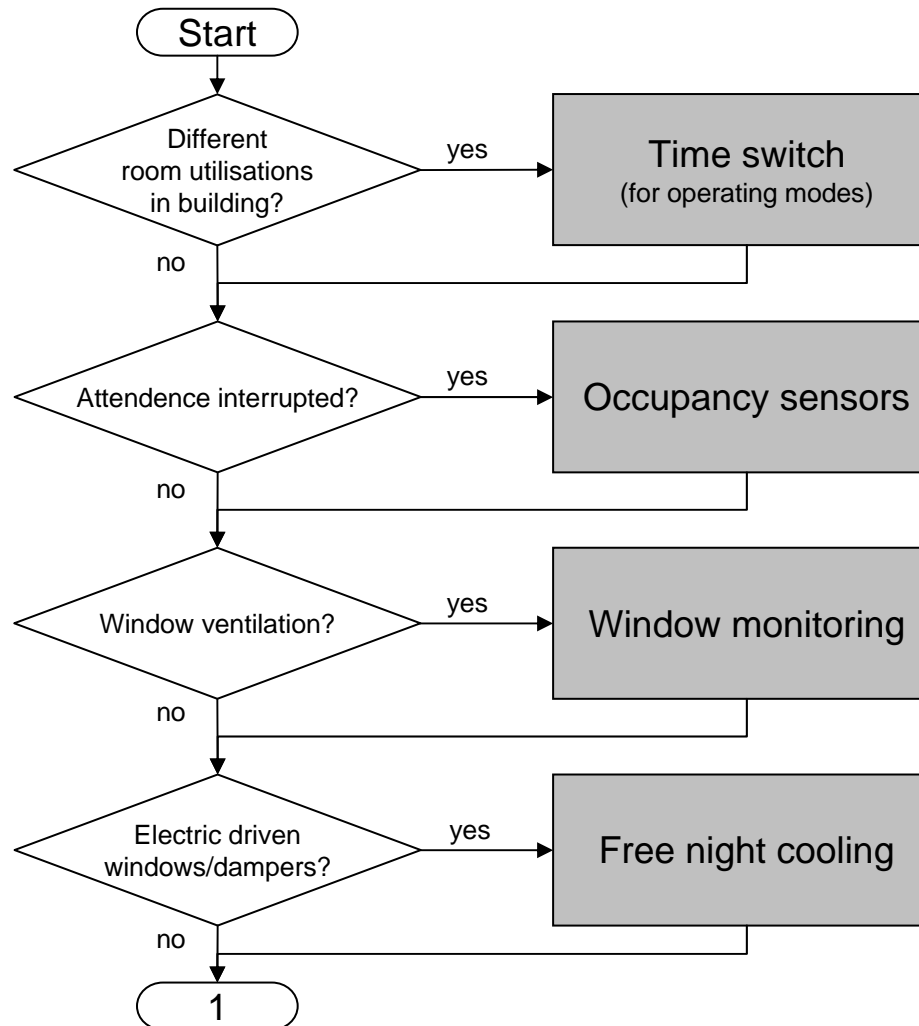 Start
Different
room utilisations
in building?
yes
Time switch
(for operating modes)
no
Attendence interrupted?
yes
Occupancy sensors
no
Window ventilation?
yes
Window monitoring
no
Electric driven
windows/dampers?
yes
Free night cooling
no
1